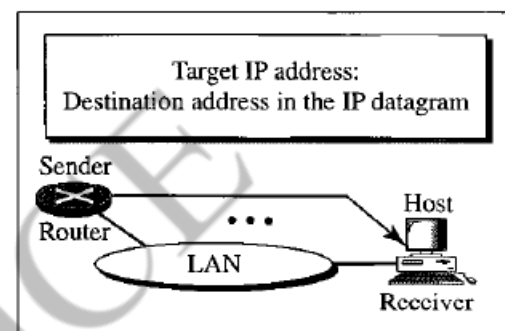 Target IP address:
Destination address in the IP datagram
Sender
Router
LAN
Host
Receiver